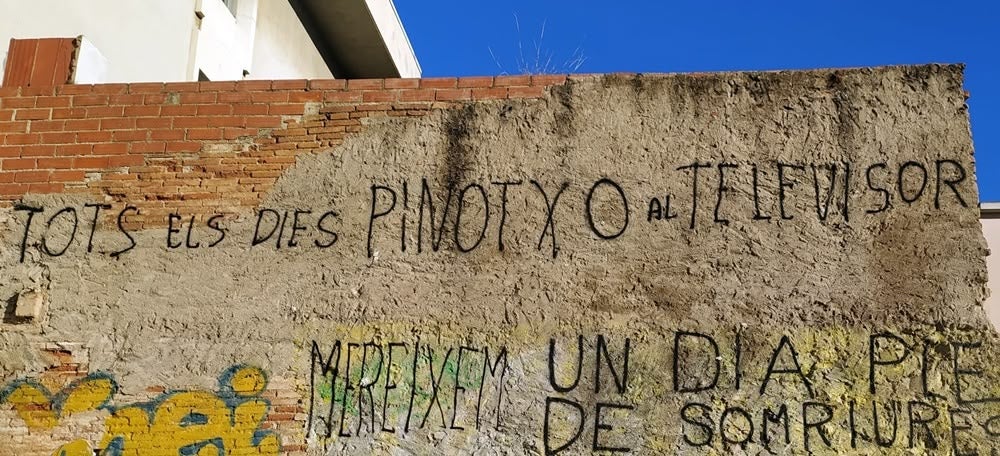 TOTS ELS DIES PINOTXO AL TELEVISOR
MEREIXEM UN DIA PLE
DE SOMRIURES